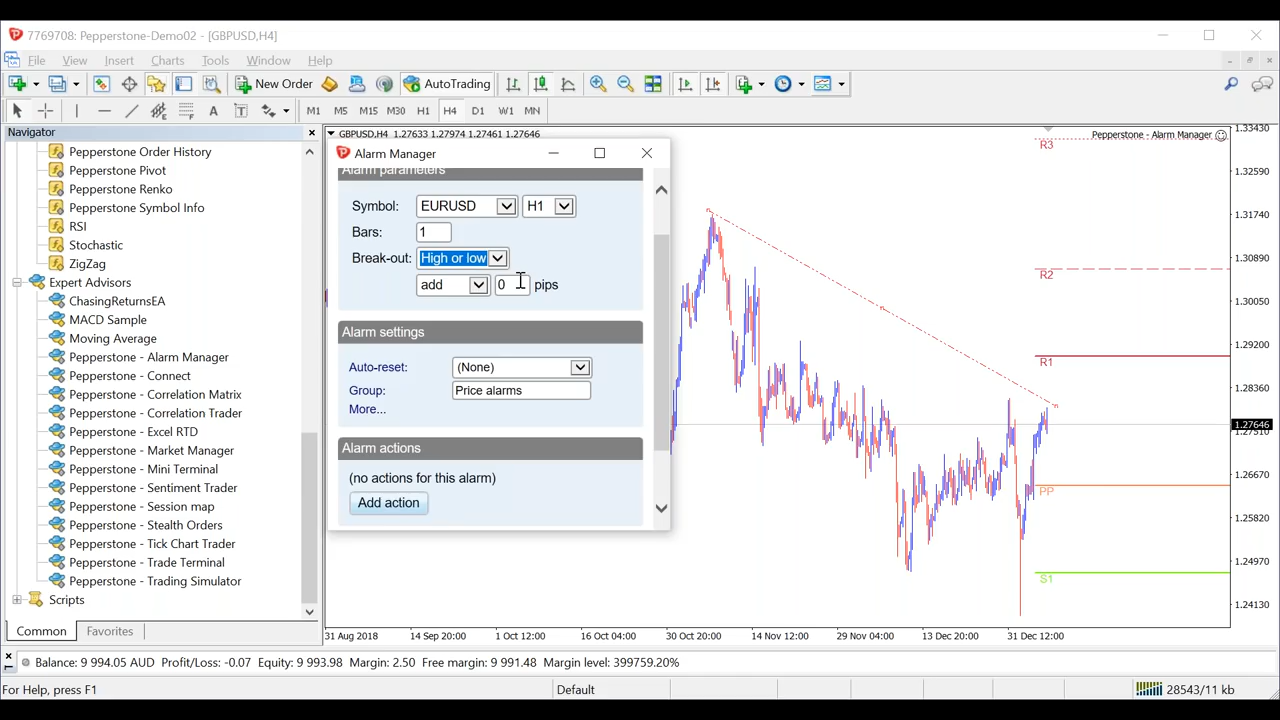 7769708: Pepperstone-Demo02 - [GBPUSD,H4]
File View Insert Charts Tools Window Help
New Order AutoTrading
A T M1 M5 M15 M30 H1 H4 D1 W1 MN
Navigator
Pepperstone Order History
Pepperstone Pivot
Pepperstone Renko
Pepperstone Symbol Info
RSI
Stochastic
ZigZag
Expert Advisors
ChasingReturnsEA
MACD Sample
Moving Average
Pepperstone - Alarm Manager
Pepperstone - Connect
Pepperstone - Correlation Matrix
Pepperstone - Correlation Trader
Pepperstone - Excel RTD
Pepperstone - Market Manager
Pepperstone - Mini Terminal
Pepperstone - Sentiment Trader
Pepperstone - Session map
Pepperstone - Stealth Orders
Pepperstone - Tick Chart Trader
Pepperstone - Trade Terminal
Pepperstone - Trading Simulator
Scripts
Common Favorites
GBPUSD,H4 1.27633 1.27974 1.27461 1.27646
Pepperstone - Alarm Manager
Alarm Manager
Alarm parameters
Symbol: EURUSD H1
Bars: 1
Break-out: High or low
add 0 pips
Alarm settings
Auto-reset: (None)
Group: Price alarms
More...
Alarm actions
(no actions for this alarm)
Add action
R3
R2
R1
PP
S1
1.33430
1.32590
1.31740
1.30890
1.30050
1.29200
1.28360
1.27646
1.27510
1.26670
1.25820
1.24970
1.24130
31 Aug 2018 14 Sep 20:00 1 Oct 12:00 16 Oct 04:00 30 Oct 20:00 14 Nov 12:00 29 Nov 04:00 13 Dec 20:00 31 Dec 12:00
Balance: 9 994.05 AUD Profit/Loss: -0.07 Equity: 9 993.98 Margin: 2.50 Free margin: 9 991.48 Margin level: 399759.20%
For Help, press F1 Default 28543/11 kb